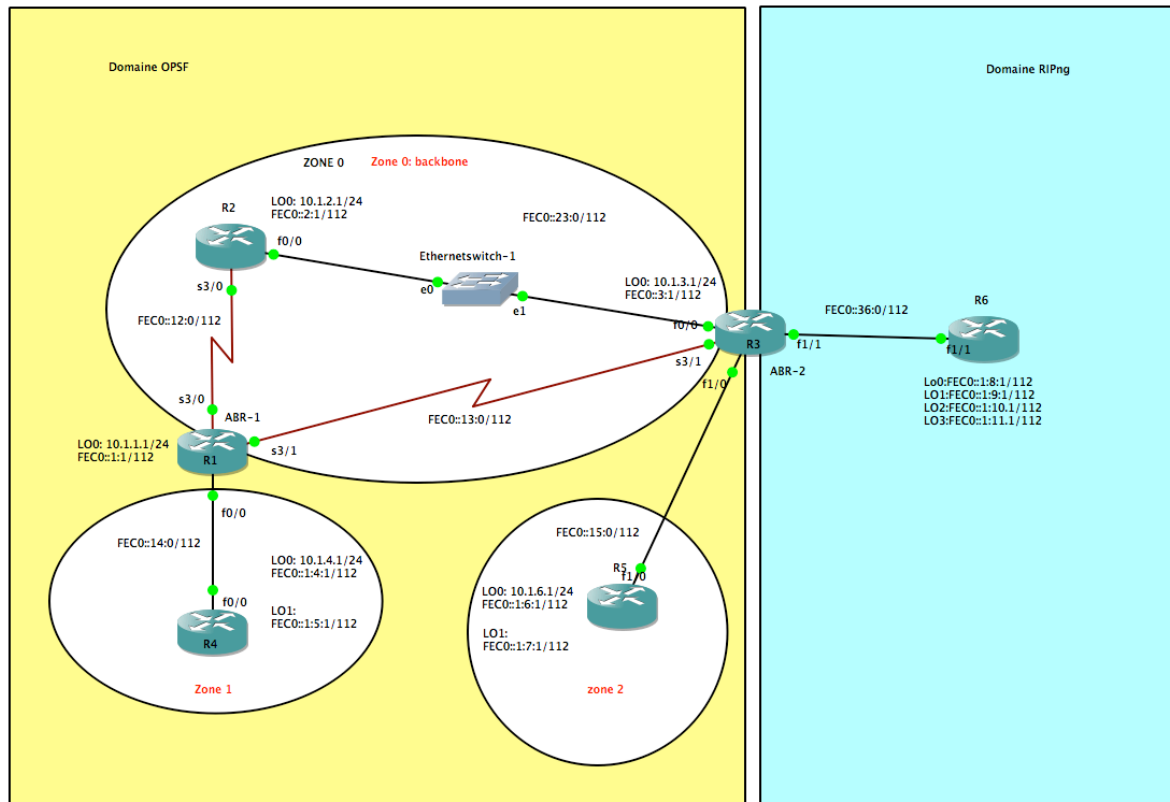 Domaine OPSF
Domaine RIPng
ZONE 0
Zone 0: backbone
R2
LO0: 10.1.2.1/24
FEC0::2:1/112
f0/0
s3/0
FEC0::23:0/112
Ethernetswitch-1
e0
e1
LO0: 10.1.3.1/24
FEC0::3:1/112
f0/0
R3
s3/1
f1/0
ABR-2
f1/1
FEC0::36:0/112
R6
f1/1
Lo0:FEC0::1:8:1/112
LO1:FEC0::1:9:1/112
LO2:FEC0::1:10.1/112
LO3:FEC0::1:11.1/112
FEC0::12:0/112
s3/0
ABR-1
FEC0::13:0/112
LO0: 10.1.1.1/24
FEC0::1:1/112
R1
s3/1
f0/0
FEC0::14:0/112
LO0: 10.1.4.1/24
FEC0::1:4:1/112
f0/0
LO1:
FEC0::1:5:1/112
R4
Zone 1
FEC0::15:0/112
R5
f1/0
LO0: 10.1.6.1/24
FEC0::1:6:1/112
LO1:
FEC0::1:7:1/112
zone 2